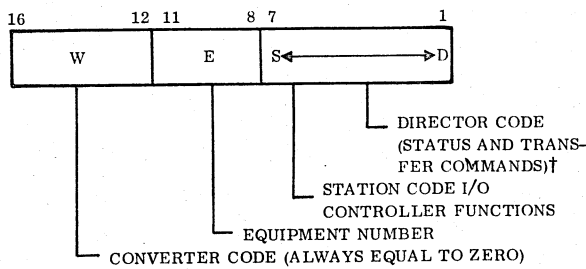 16 12 11 8 7 1
W E S D
DIRECTOR CODE
(STATUS AND TRANS-
FER COMMANDS)†
STATION CODE I/O
CONTROLLER FUNCTIONS
EQUIPMENT NUMBER
CONVERTER CODE (ALWAYS EQUAL TO ZERO)